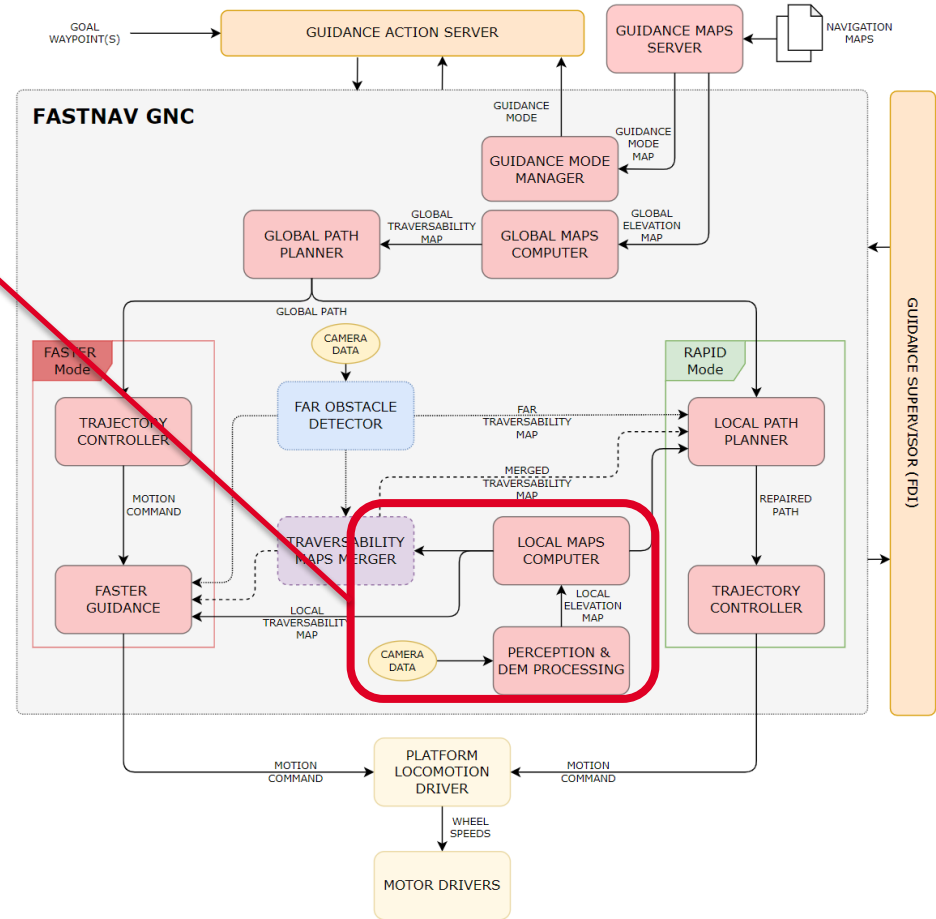 GOAL
WAYPOINT(S)
GUIDANCE ACTION SERVER
GUIDANCE MAPS
SERVER
NAVIGATION
MAPS
FASTNAV GNC
GUIDANCE
MODE
GUIDANCE
MODE
MAP
GUIDANCE MODE
MANAGER
GLOBAL PATH
PLANNER
GLOBAL
TRAVERSABILITY
MAP
GLOBAL MAPS
COMPUTER
GLOBAL
ELEVATION
MAP
GUIDANCE SUPERVISOR (FDI)
GLOBAL PATH
FASTER
Mode
CAMERA
DATA
RAPID
Mode
TRAJECTORY
CONTROLLER
FAR OBSTACLE
DETECTOR
FAR
TRAVERSABILITY
MAP
LOCAL PATH
PLANNER
MERGED
TRAVERSABILITY
MAP
MOTION
COMMAND
REPAIRED
PATH
TRAVERSABILITY
MAPS MERGER
LOCAL MAPS
COMPUTER
FASTER
GUIDANCE
LOCAL
TRAVERSABILITY
MAP
LOCAL
ELEVATION
MAP
TRAJECTORY
CONTROLLER
CAMERA
DATA
PERCEPTION &
DEM PROCESSING
MOTION
COMMAND
PLATFORM
LOCOMOTION
DRIVER
MOTION
COMMAND
WHEEL
SPEEDS
MOTOR DRIVERS